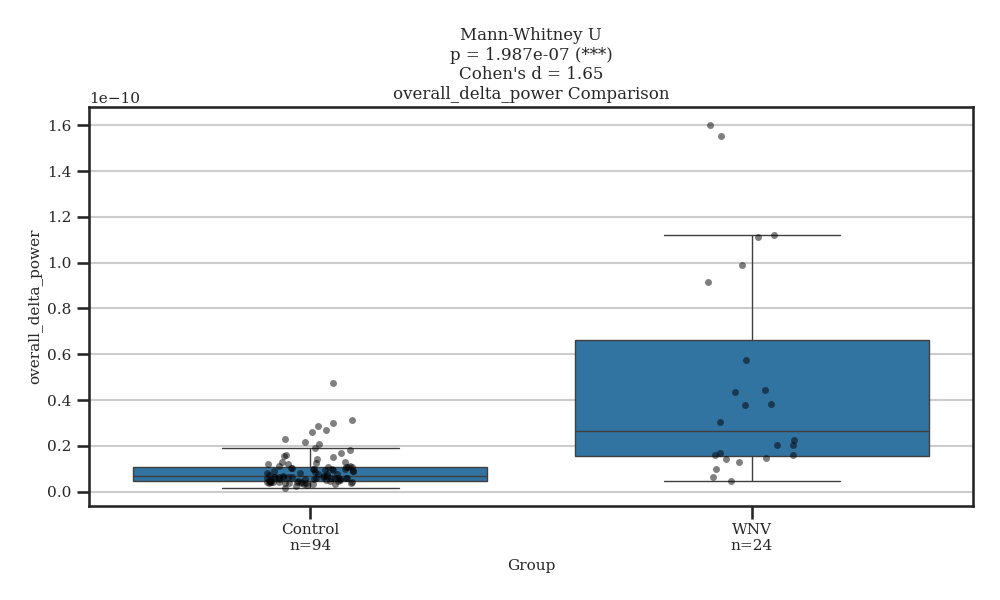 Mann-Whitney U
p = 1.987e-07 (***)
Cohen's d = 1.65
overall_delta_power Comparison
1e−10
1.6
1.4
1.2
1.0
0.8
0.6
0.4
0.2
0.0
overall_delta_power
Control
n=94
WNV
n=24
Group